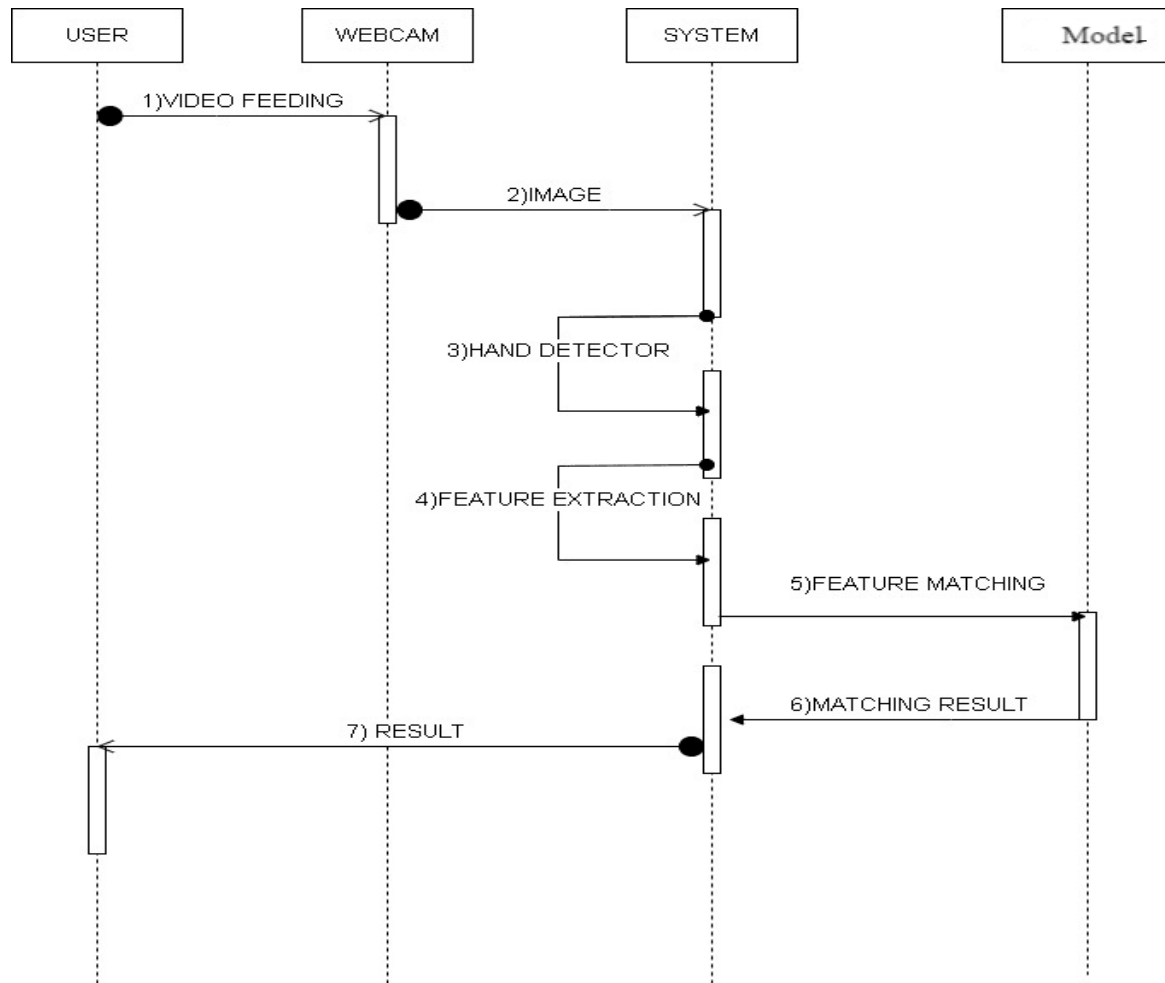 USER
WEBCAM
SYSTEM
Model
1)VIDEO FEEDING
2)IMAGE
3)HAND DETECTOR
4)FEATURE EXTRACTION
5)FEATURE MATCHING
6)MATCHING RESULT
7) RESULT